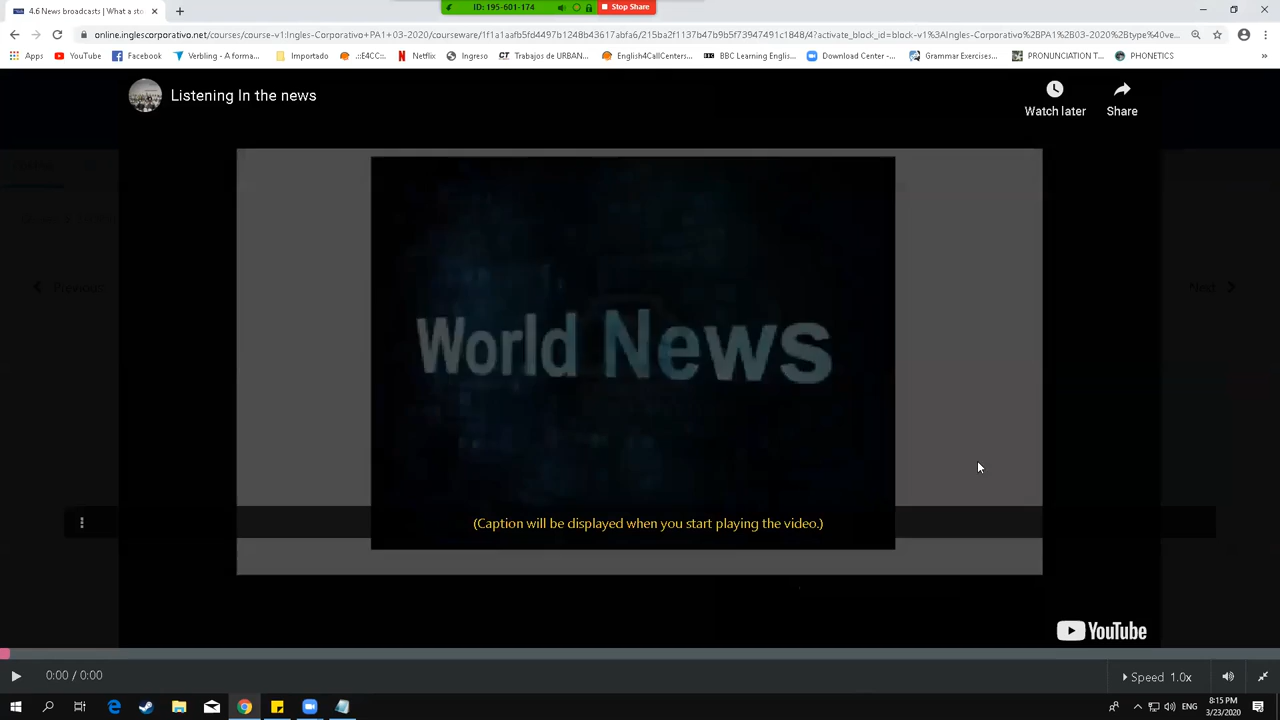 4.6 News broadcasts | What a sto
ID: 195-601-174
Stop Share
online.inglescorporativo.net/courses/course-v1:Ingles-Corporativo+PA1+03-2020/courseware/1f1a1aafb5fd4497b1248b43617abfa6/215ba2f1137b47b9b5f73947491c1848/4?activate_block_id=block-v1%3AIngles-Corporativo%2BPA1%2B03-2020%2Btype%40ve...
Apps YouTube Facebook Verbling - A forma... Importado .::E4CC::. Netflix Ingreso CT Trabajos de URBAN... English4CallCenters... BBC Learning Englis... Download Center -... Grammar Exercises... PRONUNCIATION T... PHONETICS
Listening In the news
Watch later Share
Previous
Next
World News
(Caption will be displayed when you start playing the video.)
YouTube
0:00 / 0:00
Speed 1.0x
ENG
8:15 PM
3/23/2020